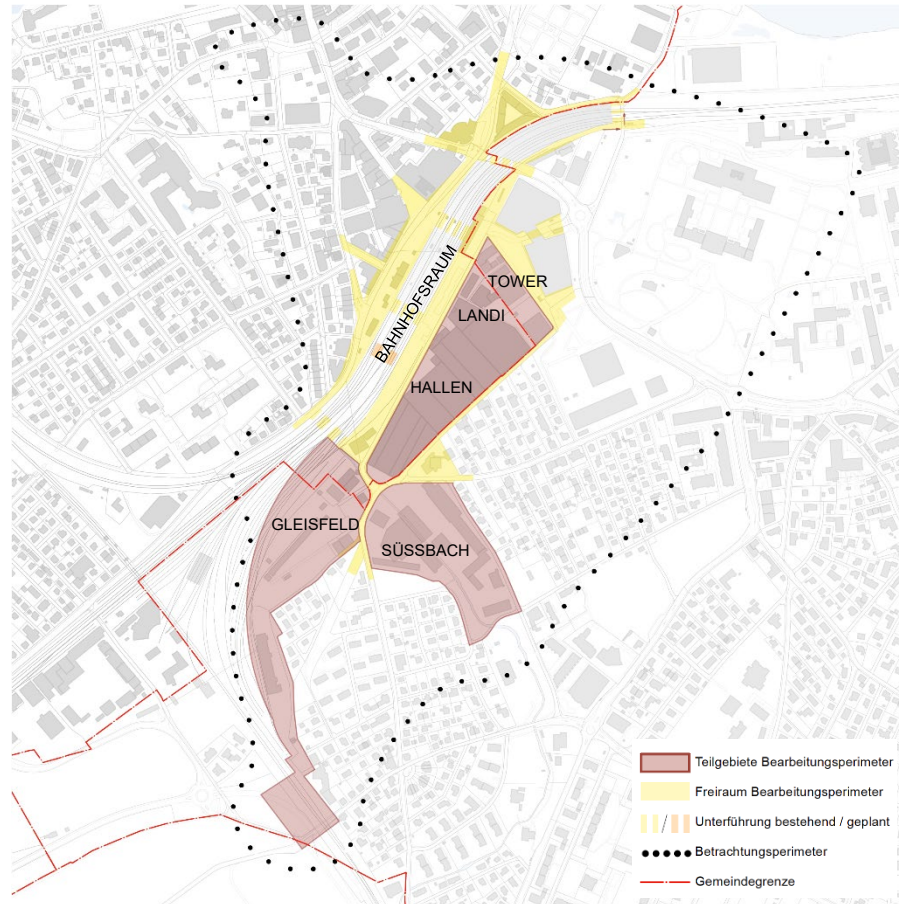 TOWER
BAHNHOFSRAUM
LANDI
HALLEN
GLEISFELD
SÜSSBACH
Teilgebiete Bearbeitungsperimeter
Freiraum Bearbeitungsperimeter
/ Unterführung bestehend / geplant
Betrachtungsperimeter
Gemeindegrenze